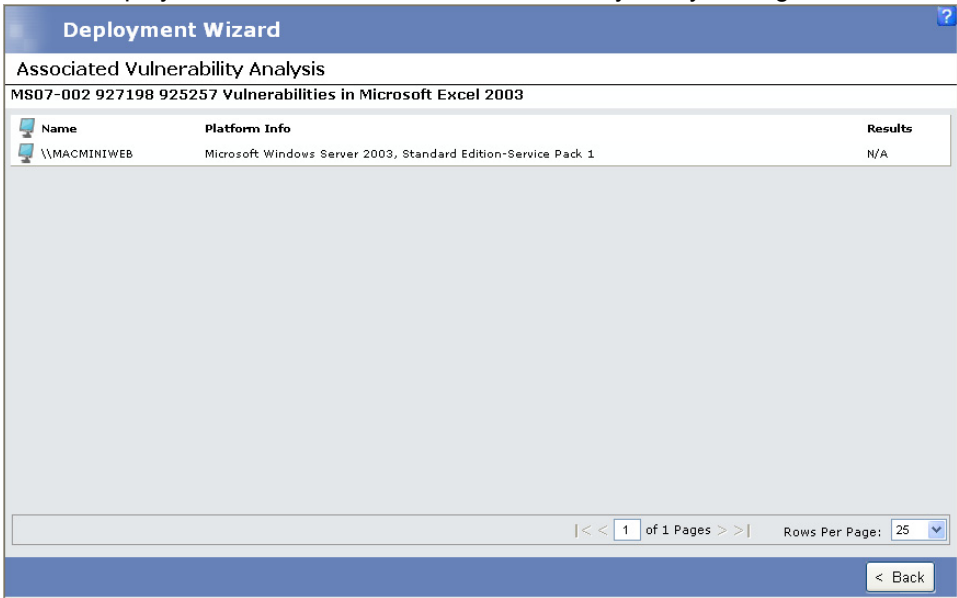 Deployment Wizard
?
Associated Vulnerability Analysis
MS07-002 927198 925257 Vulnerabilities in Microsoft Excel 2003
Name Platform Info Results
\\MACMINIWEB Microsoft Windows Server 2003, Standard Edition-Service Pack 1 N/A
|< < 1 of 1 Pages > >| Rows Per Page: 25
< Back